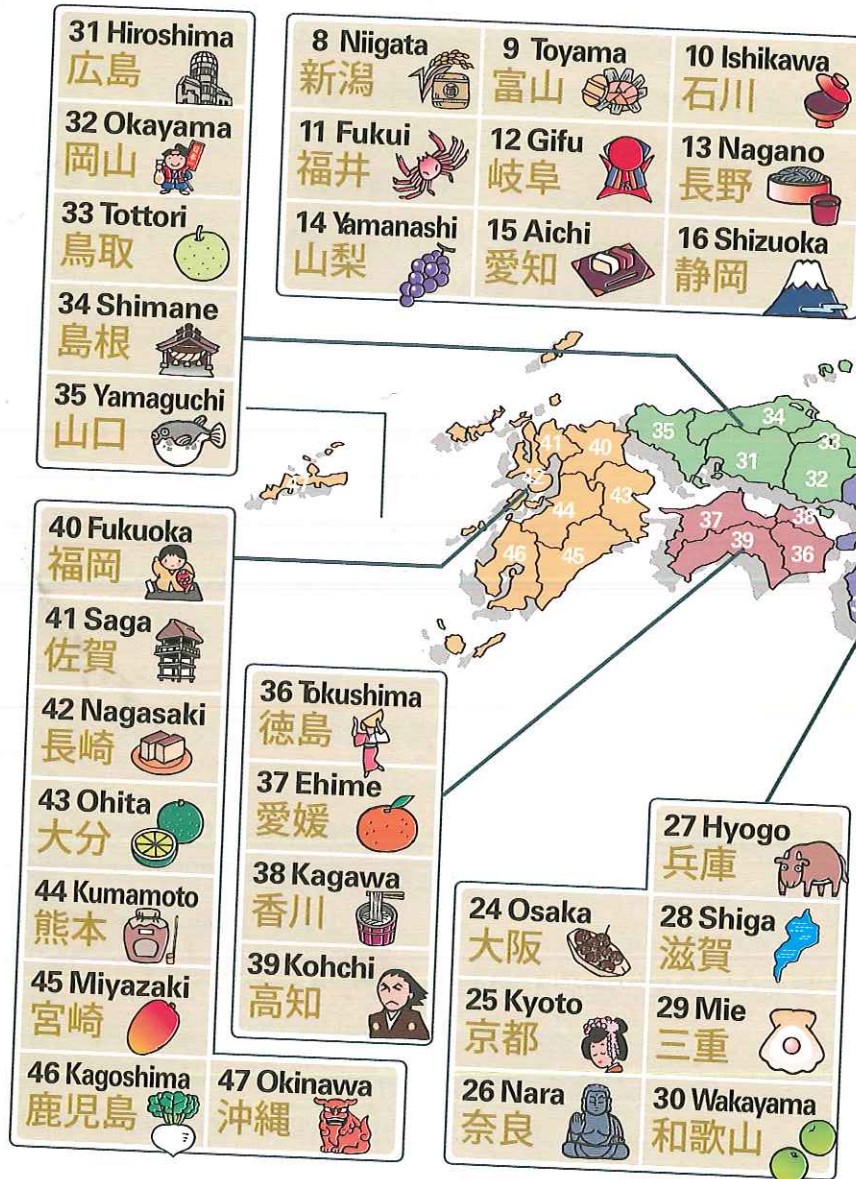 31 Hiroshima
広島
32 Okayama
岡山
33 Tottori
鳥取
34 Shimane
島根
35 Yamaguchi
山口
8 Niigata
新潟
9 Toyama
富山
10 Ishikawa
石川
11 Fukui
福井
12 Gifu
岐阜
13 Nagano
長野
14 Yamanashi
山梨
15 Aichi
愛知
16 Shizuoka
静岡
34
35
33
31
32
41
40
42
43
44
46
45
37
38
39
36
47
40 Fukuoka
福岡
41 Saga
佐賀
42 Nagasaki
長崎
43 Ohita
大分
44 Kumamoto
熊本
45 Miyazaki
宮崎
46 Kagoshima
鹿児島
47 Okinawa
沖縄
36 Tokushima
徳島
37 Ehime
愛媛
38 Kagawa
香川
39 Kohchi
高知
27 Hyogo
兵庫
24 Osaka
大阪
28 Shiga
滋賀
25 Kyoto
京都
29 Mie
三重
26 Nara
奈良
30 Wakayama
和歌山